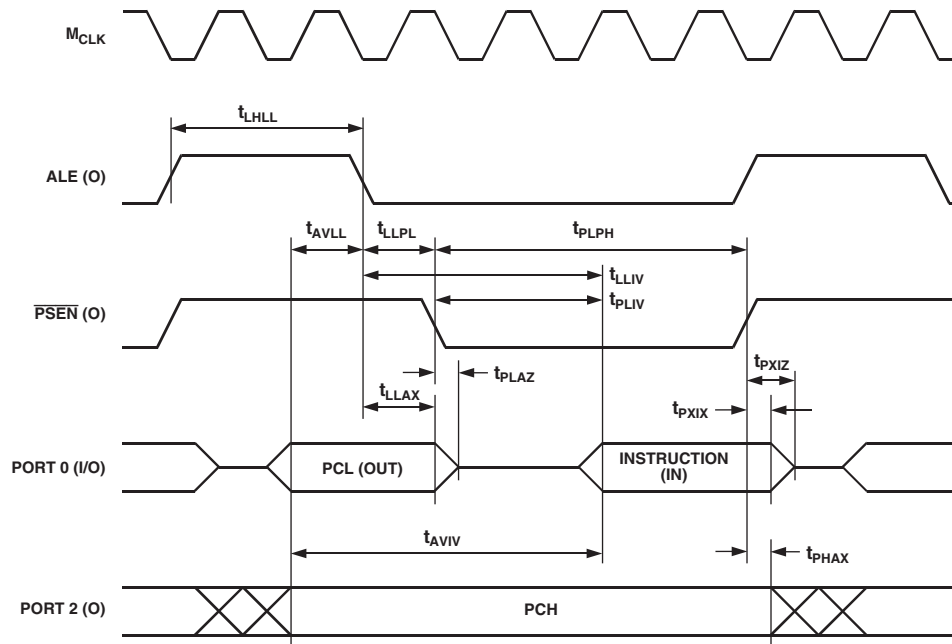 MCLK
tLHLL
ALE (O)
tAVLL tLLPL tPLPH
tLLIV
PSEN (O)
tPLIV
tPLAZ
tPXIZ
tLLAX
tPXIX
PORT 0 (I/O)
PCL (OUT)
INSTRUCTION
(IN)
tAVIV
tPHAX
PORT 2 (O)
PCH